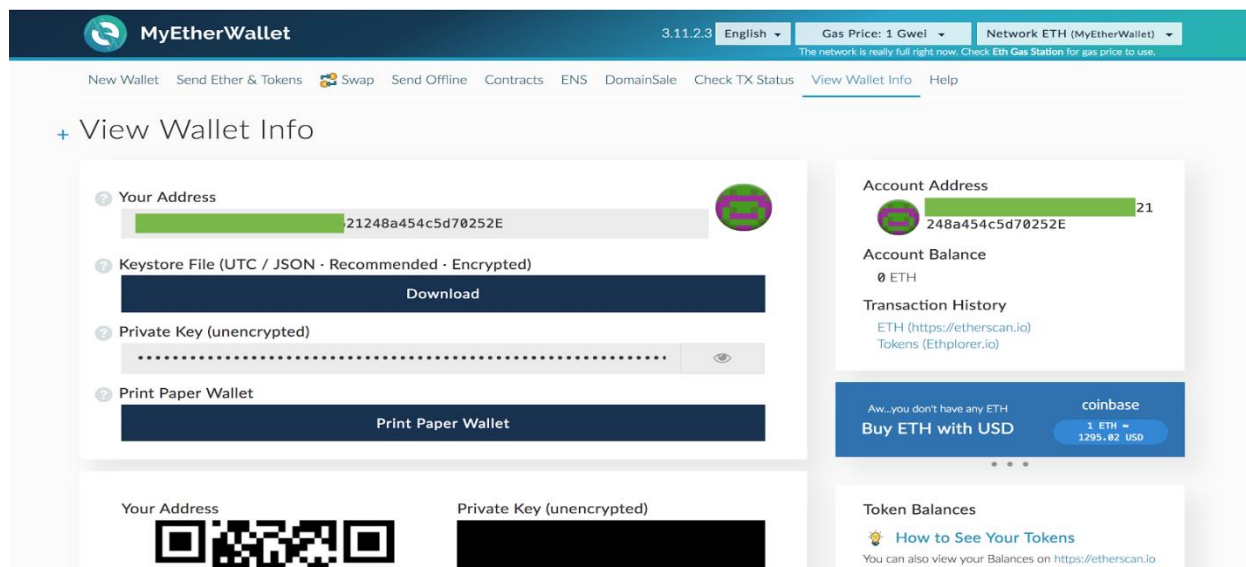 MyEtherWallet
3.11.2.3 English Gas Price: 1 Gwei Network ETH (MyEtherWallet)
The network is really full right now. Check Eth Gas Station for gas price to use.
New Wallet Send Ether & Tokens Swap Send Offline Contracts ENS DomainSale Check TX Status View Wallet Info Help
+ View Wallet Info
Your Address
21248a454c5d70252E
Keystore File (UTC / JSON · Recommended · Encrypted)
Download
Private Key (unencrypted)
Print Paper Wallet
Print Paper Wallet
Your Address
Private Key (unencrypted)
Account Address
21
248a454c5d70252E
Account Balance
0 ETH
Transaction History
ETH (https://etherscan.io)
Tokens (Ethplorer.io)
Aw...you don't have any ETH
Buy ETH with USD
coinbase
1 ETH ≈
1295.02 USD
Token Balances
How to See Your Tokens
You can also view your Balances on https://etherscan.io